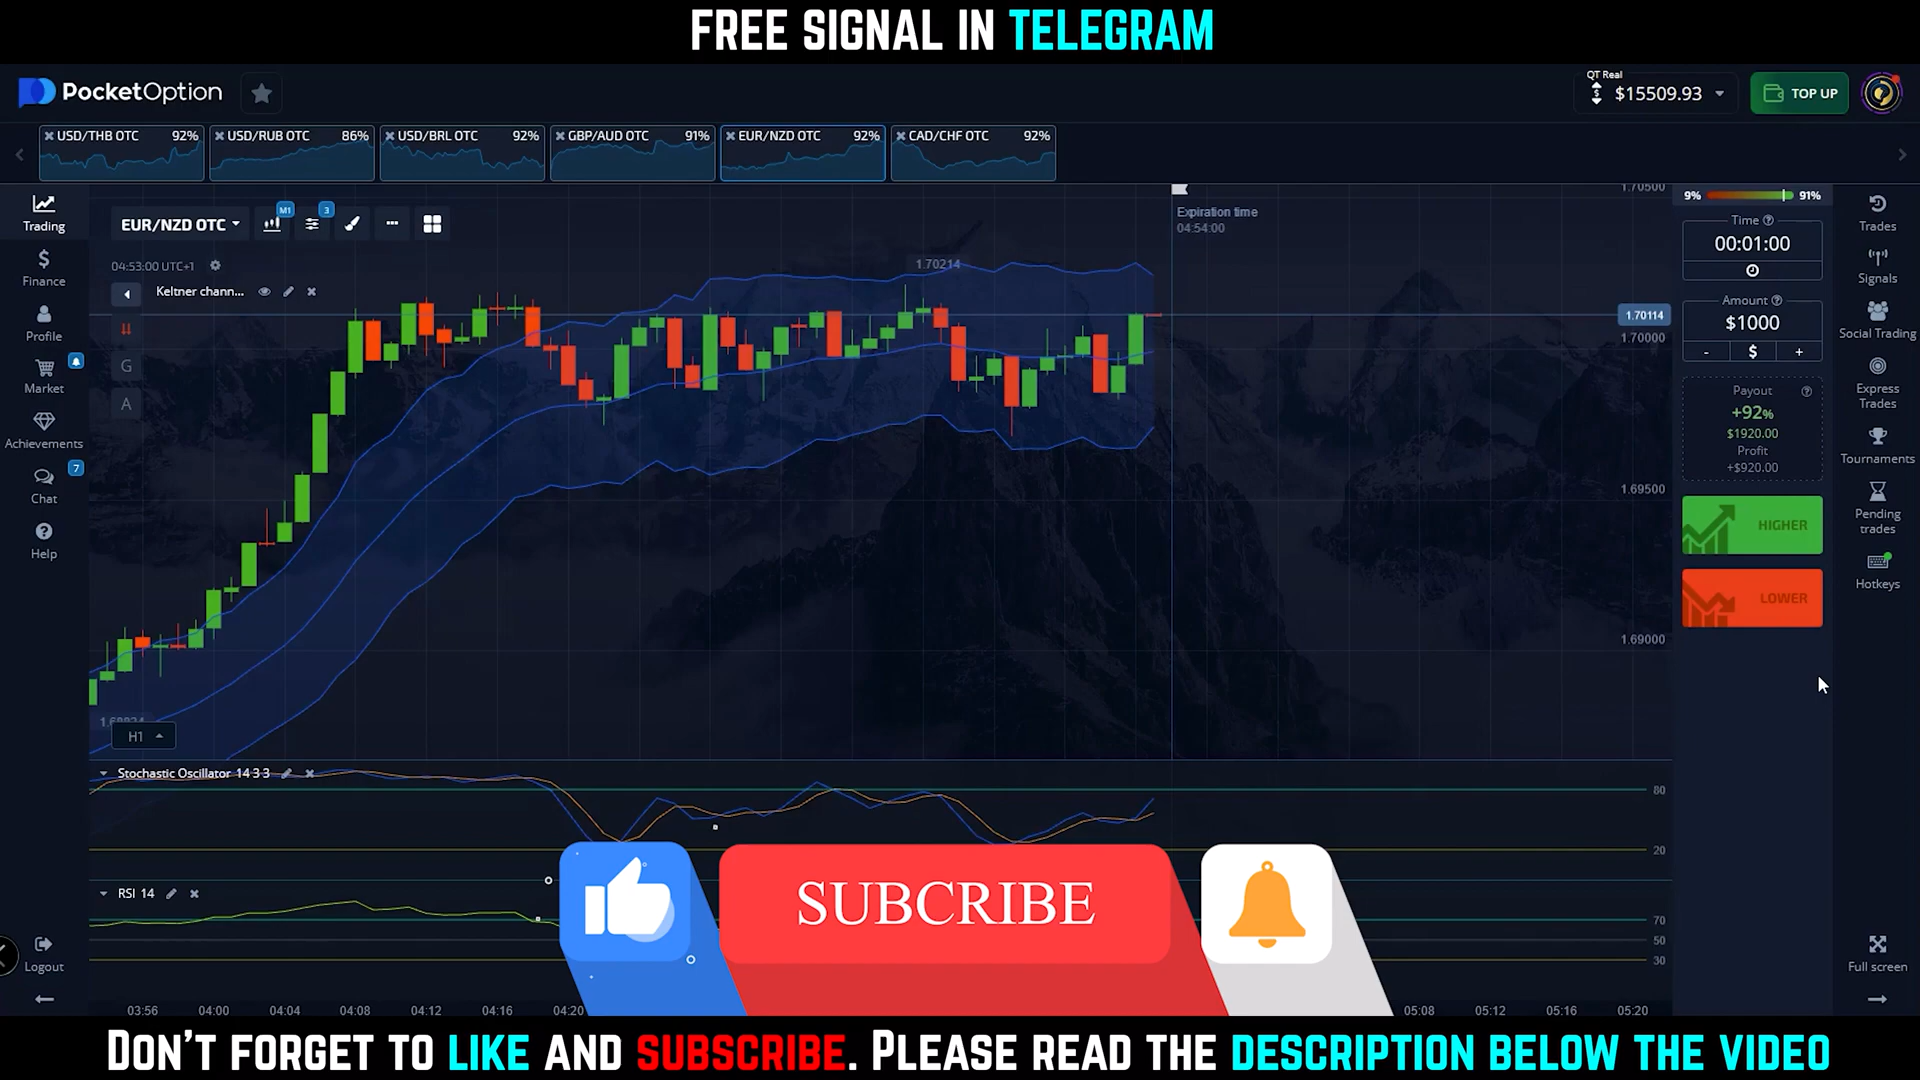 FREE SIGNAL IN TELEGRAM
PocketOption
QT Real
$15509.93
TOP UP
USD/THB OTC 92%
USD/RUB OTC 86%
USD/BRL OTC 92%
GBP/AUD OTC 91%
EUR/NZD OTC 92%
CAD/CHF OTC 92%
Trading
Finance
Profile
Market
Achievements
7
Chat
Help
Logout
EUR/NZD OTC
M1
3
04:53:00 UTC+1
Keltner chann...
G
A
1.70214
Expiration time
04:54:00
1.70500
1.70114
1.70000
1.69500
1.69000
H1
Stochastic Oscillator 14 3 3
80
20
RSI 14
70
50
30
03:56 04:00 04:04 04:08 04:12 04:16 04:20 05:08 05:12 05:16 05:20
9% 91%
Time
00:01:00
Amount
$1000
- $ +
Payout
+92%
$1920.00
Profit
+$920.00
HIGHER
LOWER
Trades
Signals
Social Trading
Express
Trades
Tournaments
Pending
trades
Hotkeys
Full screen
SUBCRIBE
DON'T FORGET TO LIKE AND SUBSCRIBE. PLEASE READ THE DESCRIPTION BELOW THE VIDEO